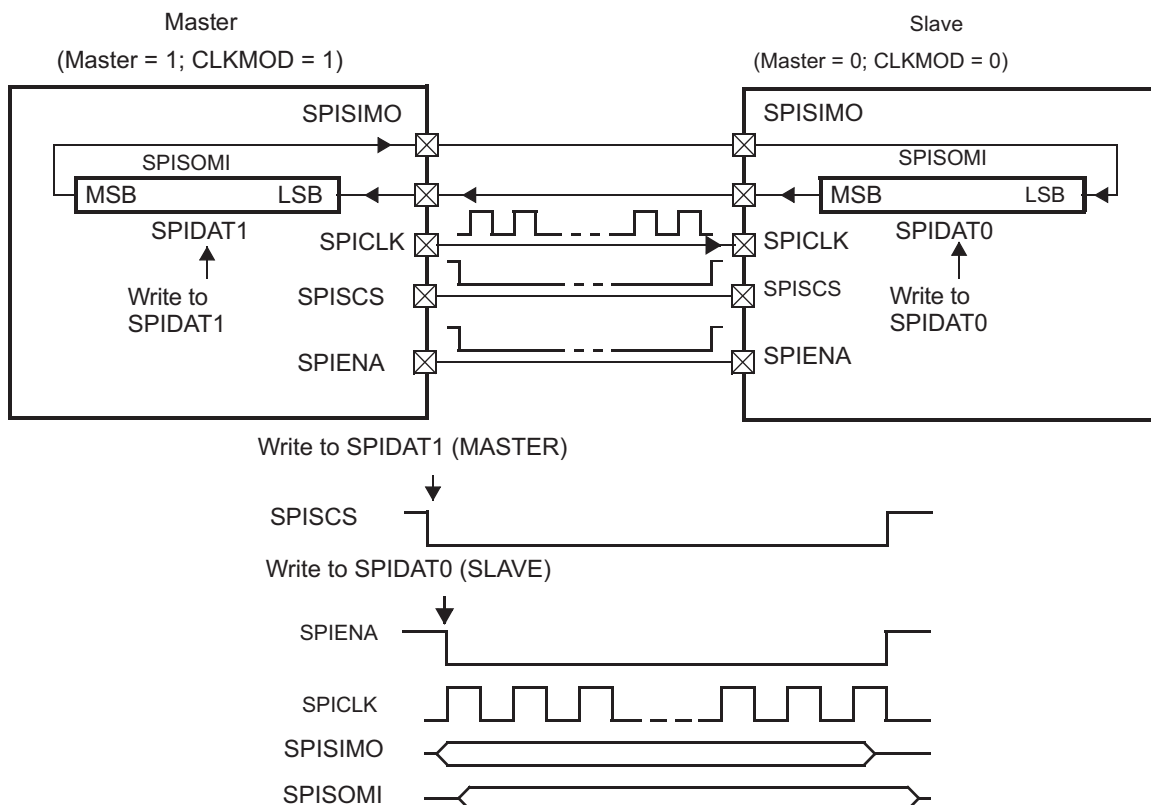 Master
(Master = 1; CLKMOD = 1)
Slave
(Master = 0; CLKMOD = 0)
SPISIMO
SPISIMO
SPISOMI
SPISOMI
MSB LSB
MSB LSB
SPIDAT1
SPICLK
SPICLK
SPIDAT0
Write to
SPIDAT1
SPISCS
SPISCS
Write to
SPIDAT0
SPIENA
SPIENA
Write to SPIDAT1 (MASTER)
SPISCS
Write to SPIDAT0 (SLAVE)
SPIENA
SPICLK
SPISIMO
SPISOMI